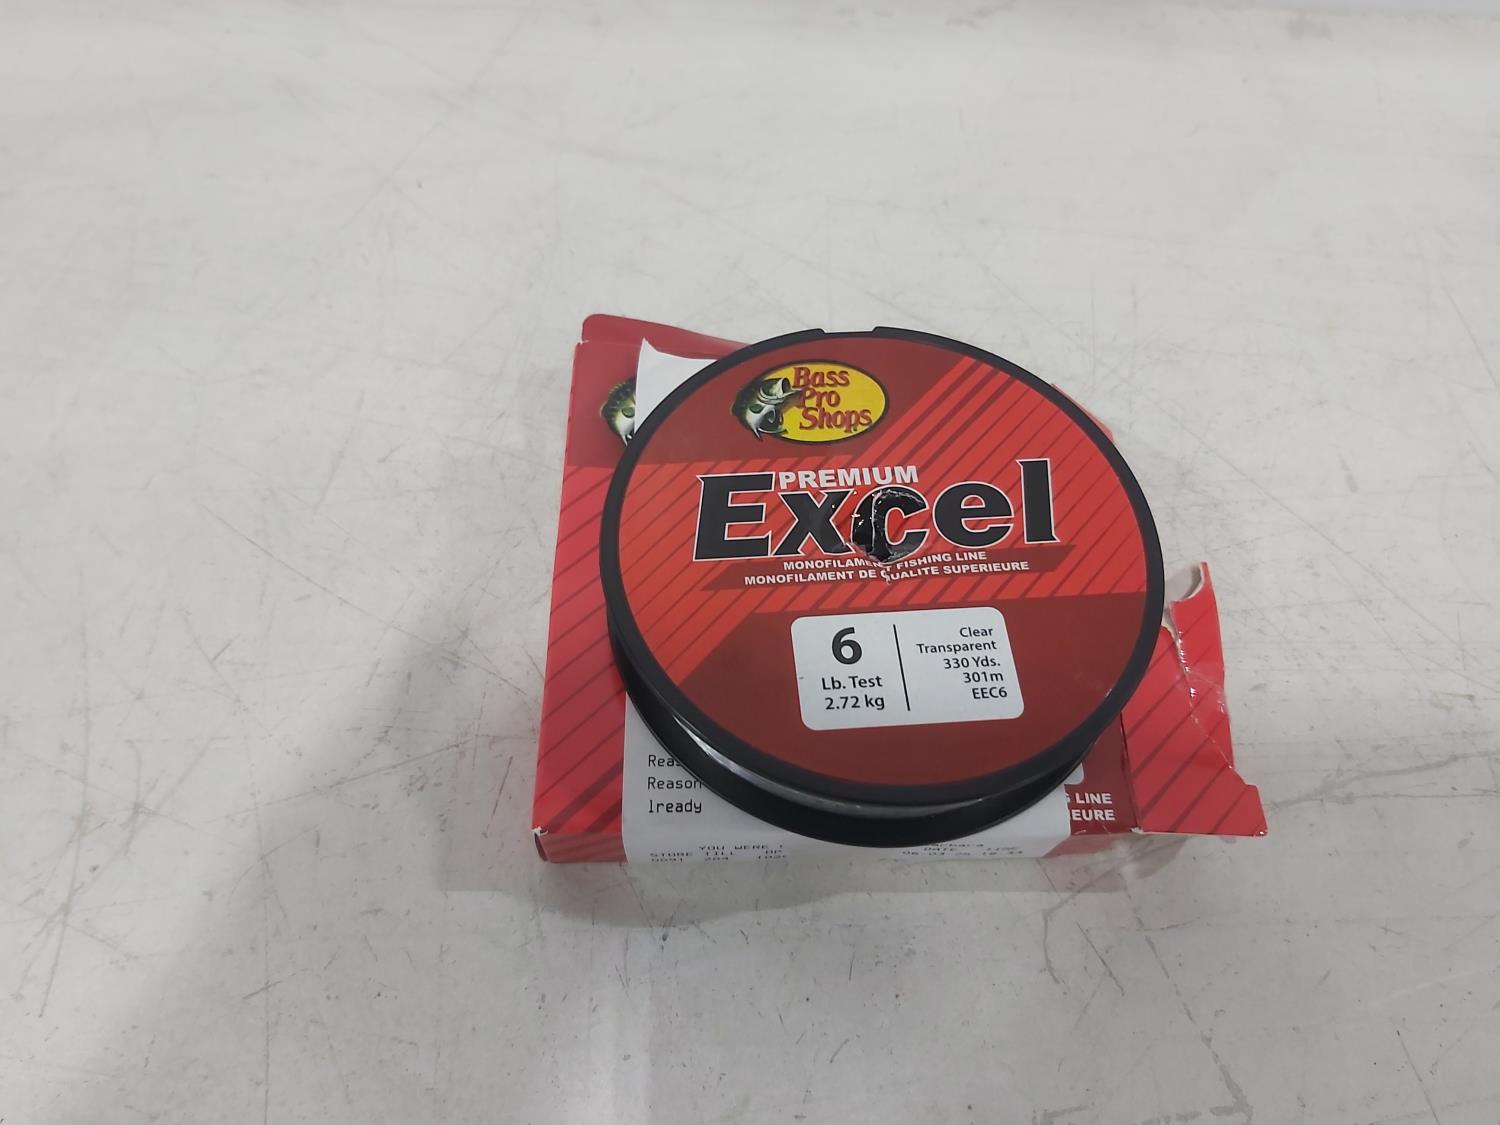 Bass
Pro
Shops
PREMIUM
Excel
MONOFILAMENT FISHING LINE
MONOFILAMENT DE QUALITE SUPERIEURE
6
Lb. Test
2.72 kg
Clear
Transparent
330 Yds.
301m
EEC6
Reason
lready
LINE
EURE
YOU WERE
STORE TILL